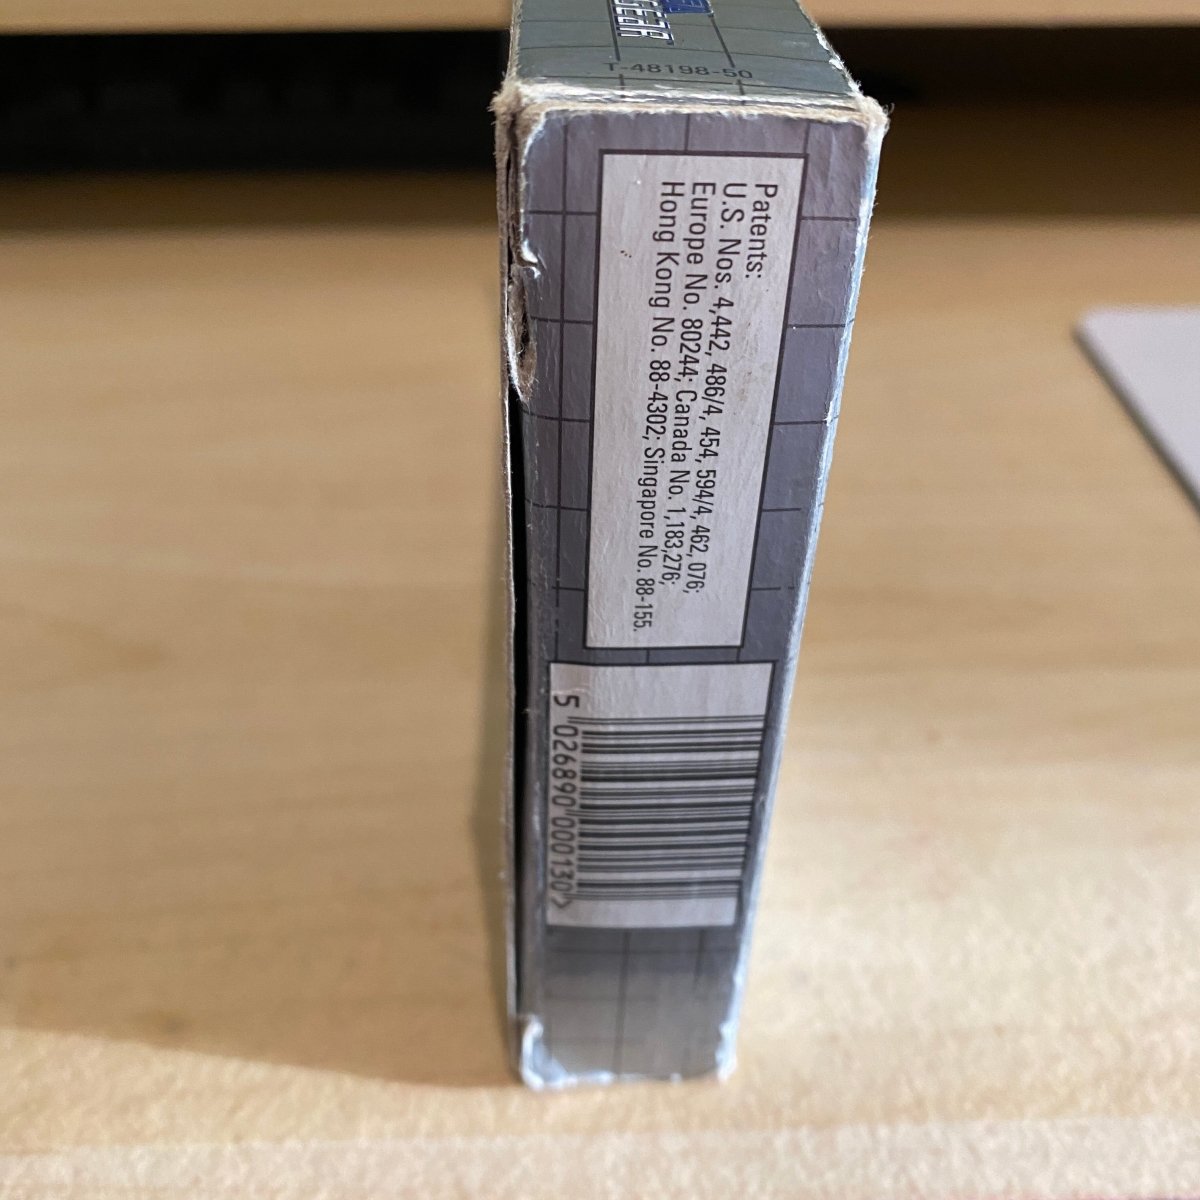 GEAR
T-48198-50
Patents:
U.S. Nos. 4,442, 486/4, 454, 594/4, 462, 076;
Europe No. 80244; Canada No. 1,183,276;
Hong Kong No. 88-4302; Singapore No. 88-155.
5 026890 000130 >